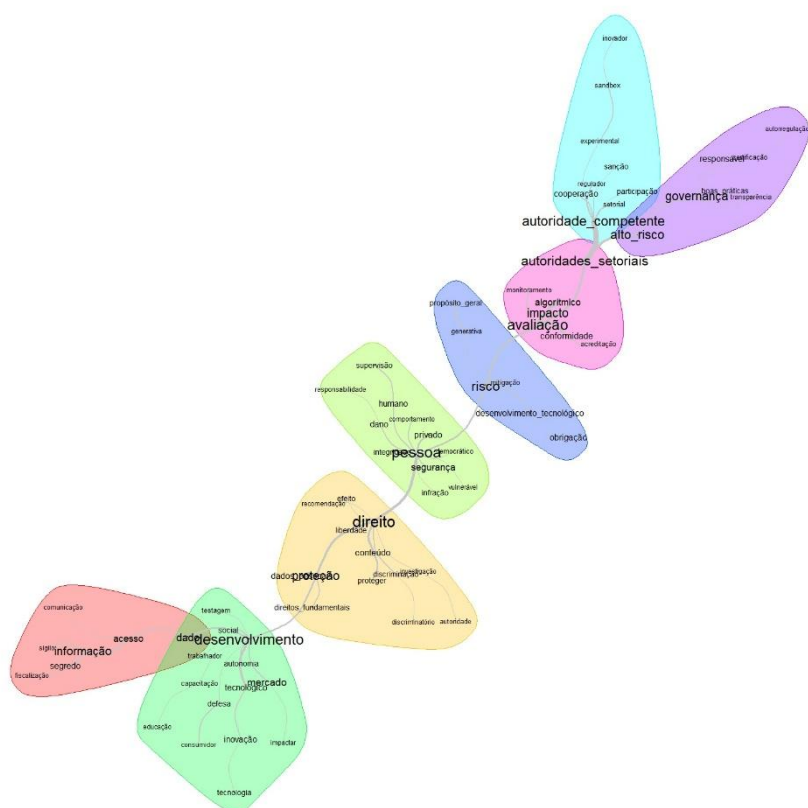 inovador
sandbox
experimental
sanção
regulador
cooperação
participação
setorial
autoridade_competente
autorregulação
responsável
certificação
boas_práticas
governança
transparência
alto_risco
autoridades_setoriais
monitoramento
algorítmico
impacto
avaliação
conformidade
acreditação
propósito_geral
generativa
mitigação
risco
desenvolvimento_tecnológico
obrigação
supervisão
responsabilidade
humano
comportamento
dano
privado
pessoa
democrático
segurança
vulnerável
infração
efeito
recomendação
direito
liberdade
conteúdo
investigação
proteção
discriminação
proteger
direitos_fundamentais
discriminatório
autoridade
comunicação
acesso
dado
sigilo
informação
segredo
fiscalização
testagem
social
desenvolvimento
trabalhador
autonomia
capacitação
tecnológico
mercado
defesa
educação
consumidor
inovação
impactar
tecnologia